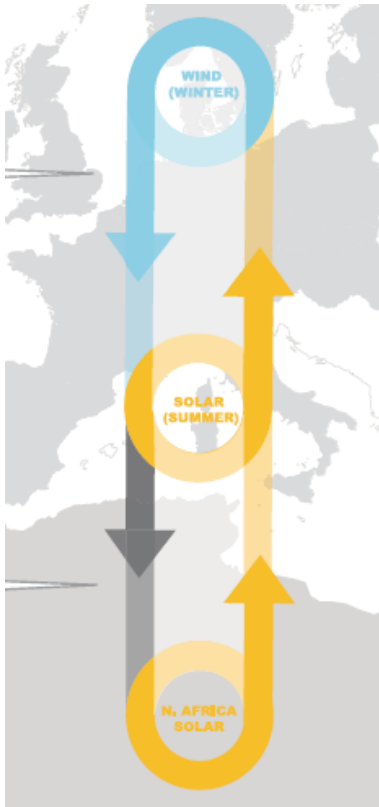 WIND
(WINTER)
SOLAR
(SUMMER)
N. AFRICA
SOLAR